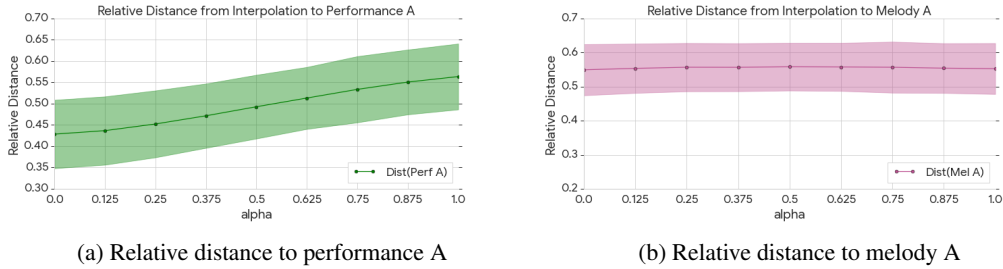 Relative Distance from Interpolation to Performance A
0.70
0.65
0.60
0.55
0.50
0.45
0.40
0.35
0.30
Relative Distance
Dist(Perf A)
0.0 0.125 0.25 0.375 0.5 0.625 0.75 0.875 1.0
alpha
(a) Relative distance to performance A
Relative Distance from Interpolation to Melody A
0.7
0.6
0.5
0.4
0.3
0.2
Relative Distance
Dist(Mel A)
0.0 0.125 0.25 0.375 0.5 0.625 0.75 0.875 1.0
alpha
(b) Relative distance to melody A